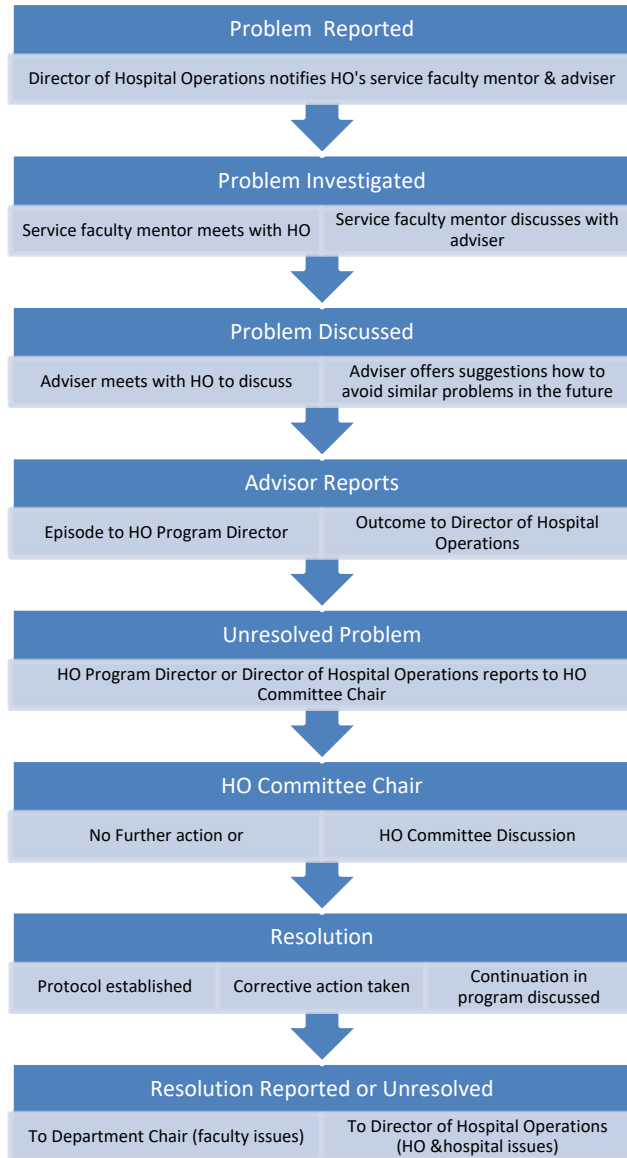 Problem  Reported
Director of Hospital Operations notifies HO's service faculty mentor & adviser
Problem Investigated
Service faculty mentor meets with HO
Service faculty mentor discusses with
adviser
Problem Discussed
Adviser meets with HO to discuss
Adviser offers suggestions how to
avoid similar problems in the future
Advisor Reports
Episode to HO Program Director
Outcome to Director of Hospital
Operations
Unresolved Problem
HO Program Director or Director of Hospital Operations reports to HO
Committee Chair
HO Committee Chair
No Further action or
HO Committee Discussion
Resolution
Protocol established
Corrective action taken
Continuation in
program discussed
Resolution Reported or Unresolved
To Department Chair (faculty issues)
To Director of Hospital Operations
(HO &hospital issues)